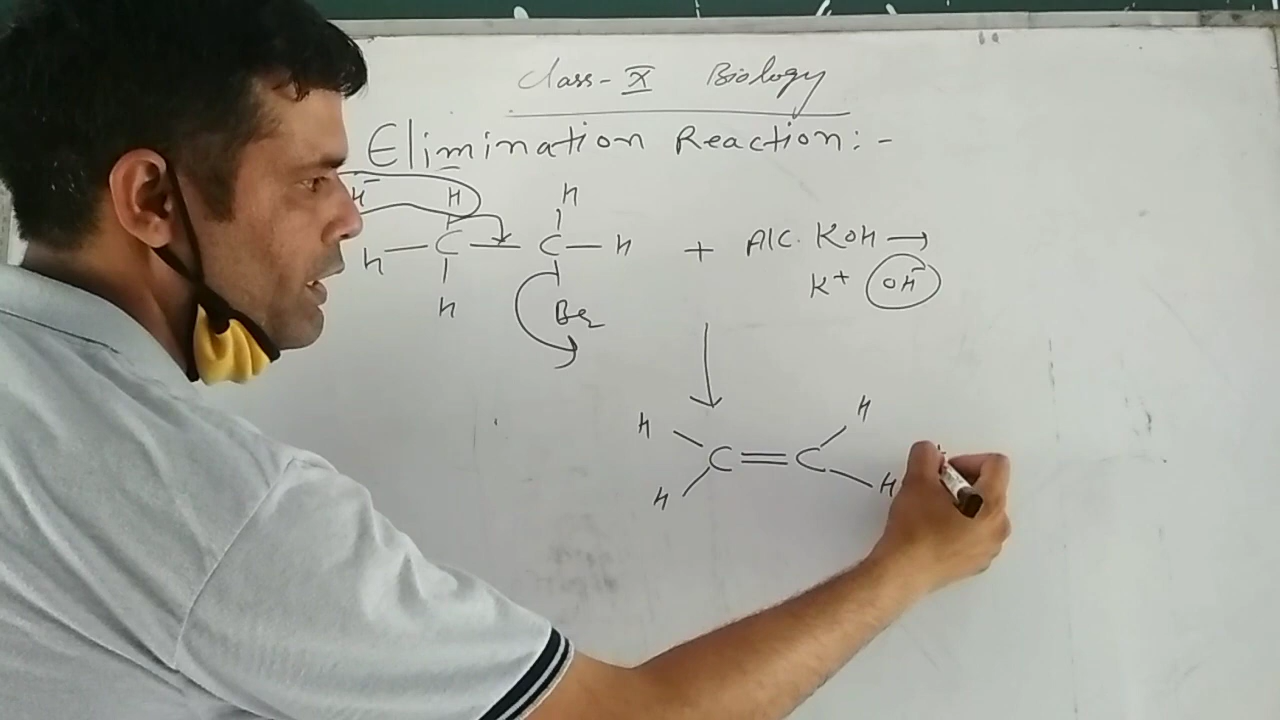 Class-X Biology
Elimination Reaction:-
H H H
H — C — C — H + Alc. KOH →
H Br K+ OH-
H H
C = C
H H